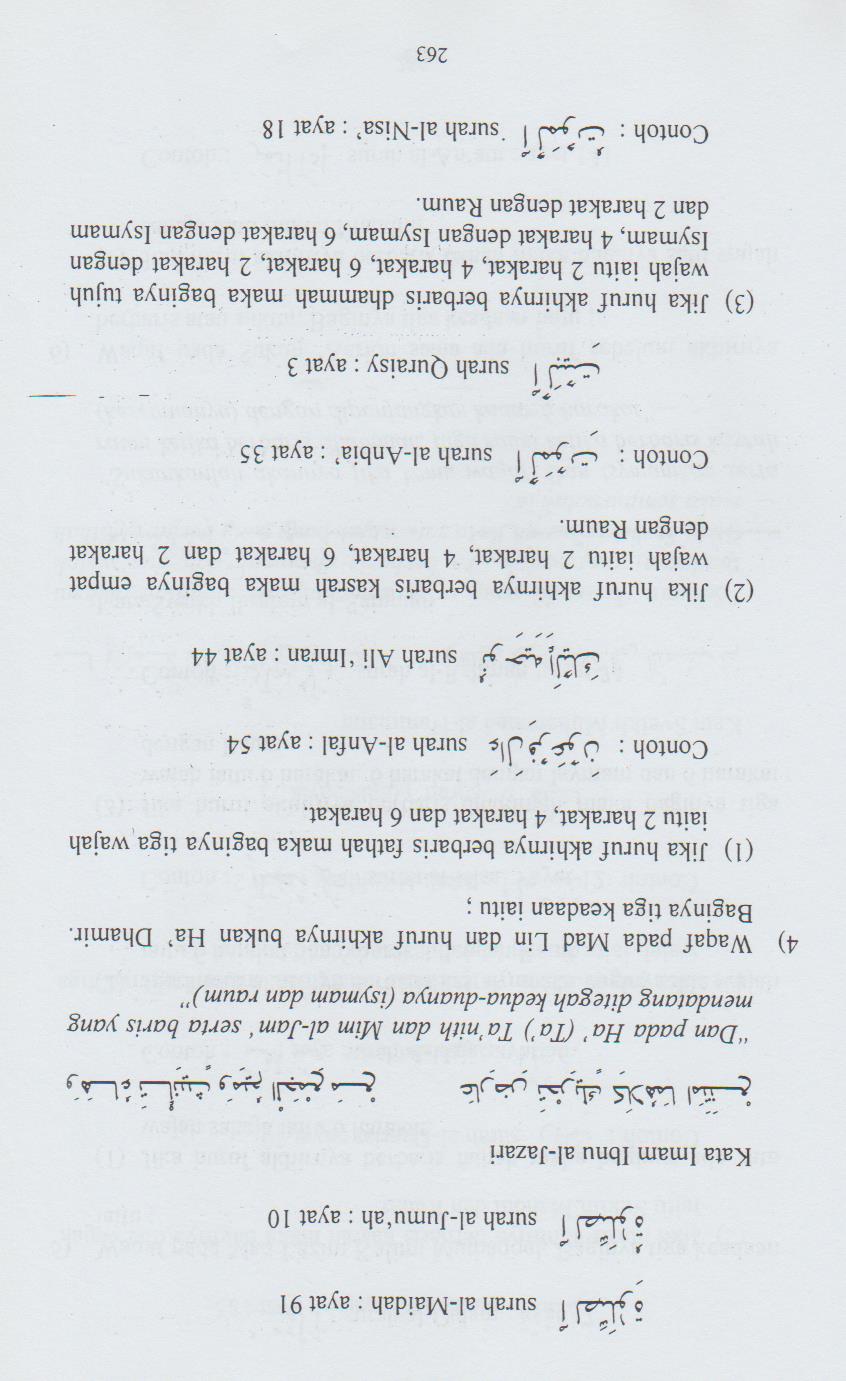 ٱلصَّلَوٰةِ surah al-Maidah : ayat 91
ٱلصَّلَوٰةُ surah al-Jumu‘ah : ayat 10
Kata Imam Ibnu al-Jazari
وَهَــاءُ تَــأْنِيثٍ وَمِيمُ الْجَمْعِ مَــعْ عَارِضِ تَحْرِيكٍ كِلَاهُمَا امْتَنَــعْ
“Dan pada Ha’ (Ta’) Ta’nith dan Mim al-Jam‘ serta baris yang
mendatang ditegah kedua-duanya (isymam dan raum)”
4) Waqaf pada Mad Lin dan huruf akhirnya bukan Ha’ Dhamir.
Baginya tiga keadaan iaitu ;
(1) Jika huruf akhirnya berbaris fathah maka baginya tiga wajah
iaitu 2 harakat, 4 harakat dan 6 harakat.
Contoh : ءَالَ فِرْعَوْنَ surah al-Anfal : ayat 54
نُوحِيهِ إِلَيْكَ surah Ali ‘Imran : ayat 44
(2) Jika huruf akhirnya berbaris kasrah maka baginya empat
wajah iaitu 2 harakat, 4 harakat, 6 harakat dan 2 harakat
dengan Raum.
Contoh : ٱلْمَوْتِ surah al-Anbia’ : ayat 35
ٱلْبَيْتِ surah Quraisy : ayat 3
(3) Jika huruf akhirnya berbaris dhammah maka baginya tujuh
wajah iaitu 2 harakat, 4 harakat, 6 harakat, 2 harakat dengan
Isymam, 4 harakat dengan Isymam, 6 harakat dengan Isymam
dan 2 harakat dengan Raum.
Contoh : ٱلْمَوْتُ surah al-Nisa’ : ayat 18
263